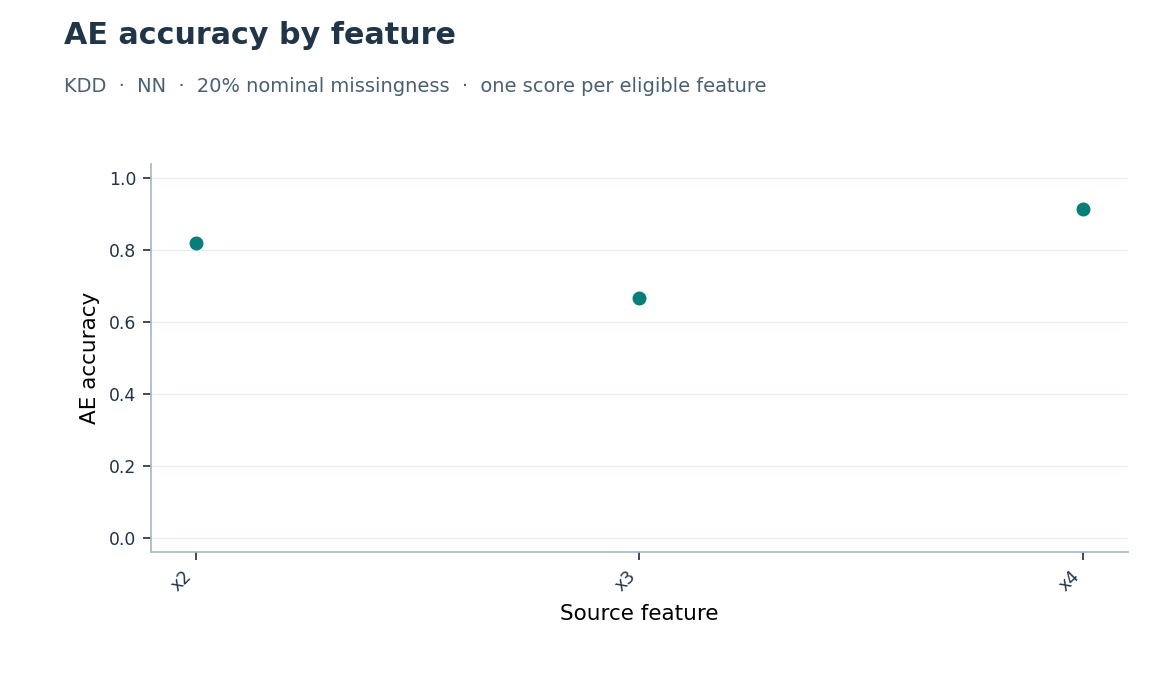 AE accuracy by feature
KDD · NN · 20% nominal missingness · one score per eligible feature
1.0
0.8
0.6
0.4
0.2
0.0
AE accuracy
x2
x3
x4
Source feature